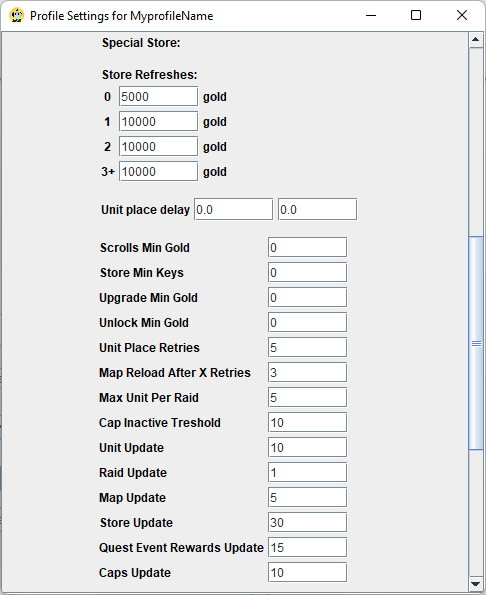 Profile Settings for MyprofileName
Special Store:
Store Refreshes:
0 5000 gold
1 10000 gold
2 10000 gold
3+ 10000 gold
Unit place delay 0.0 0.0
Scrolls Min Gold 0
Store Min Keys 0
Upgrade Min Gold 0
Unlock Min Gold 0
Unit Place Retries 5
Map Reload After X Retries 3
Max Unit Per Raid 5
Cap Inactive Treshold 10
Unit Update 10
Raid Update 1
Map Update 5
Store Update 30
Quest Event Rewards Update 15
Caps Update 10